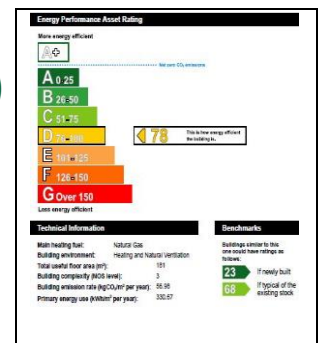 Energy Performance Asset Rating
More energy efficient
A+
Net zero CO₂ emissions
A 0-25
B 26-50
C 51-75
D 76-100
78
This is how energy efficient
the building is.
E 101-125
F 126-150
G Over 150
Less energy efficient
Technical Information
Main heating fuel: Natural Gas
Building environment: Heating and Natural Ventilation
Total useful floor area (m²): 181
Building complexity (NOS level): 3
Building emission rate (kgCO₂/m² per year): 56.95
Primary energy use (kWh/m² per year): 330.67
Benchmarks
Buildings similar to this
one could have ratings as
follows:
23 If newly built
68 If typical of the
existing stock